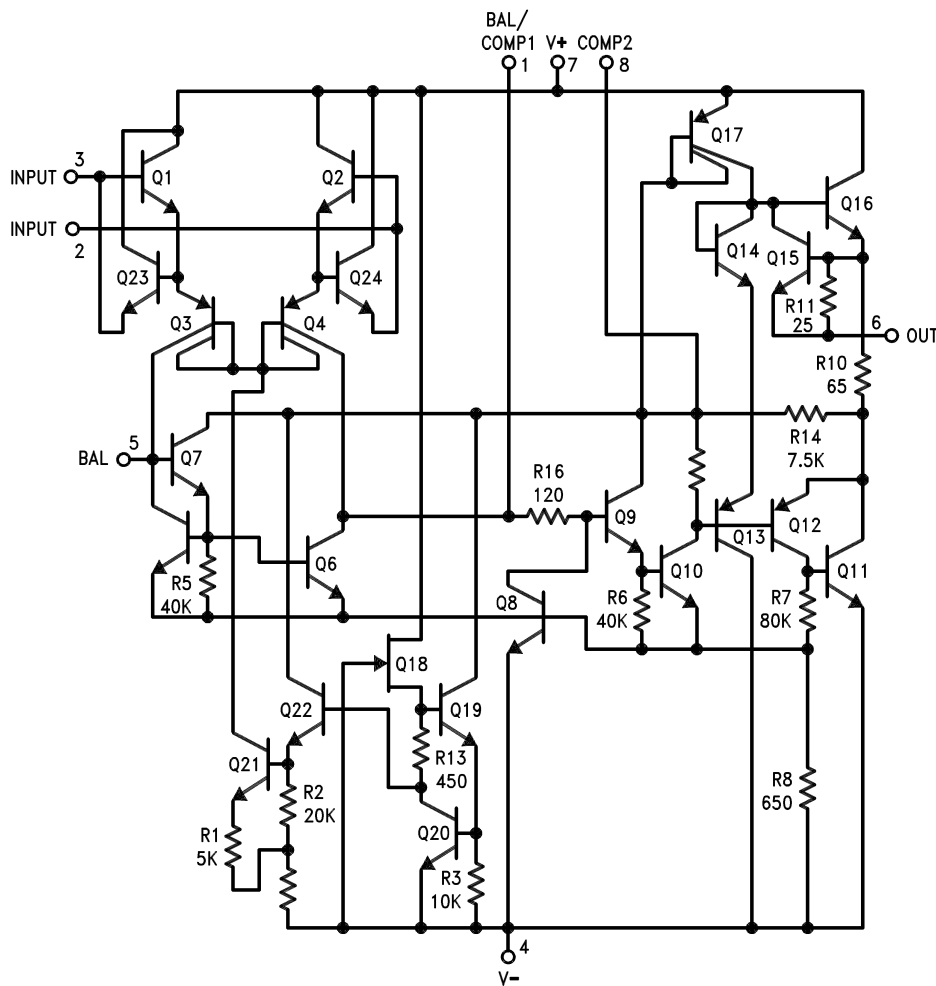 BAL/
COMP1 V+ COMP2
1 7 8
Q17
3
INPUT
Q1
Q2
INPUT
2
Q16
Q14
Q15
Q23
Q24
R11
25
Q3
Q4
6
OUT
R10
65
R14
7.5K
5
BAL
Q7
R16
120
Q9
Q13
Q12
Q6
Q10
Q11
R5
40K
Q8
R6
40K
R7
80K
Q18
Q22
Q19
R13
450
Q21
R2
20K
R8
650
R1
5K
Q20
R3
10K
4
V-